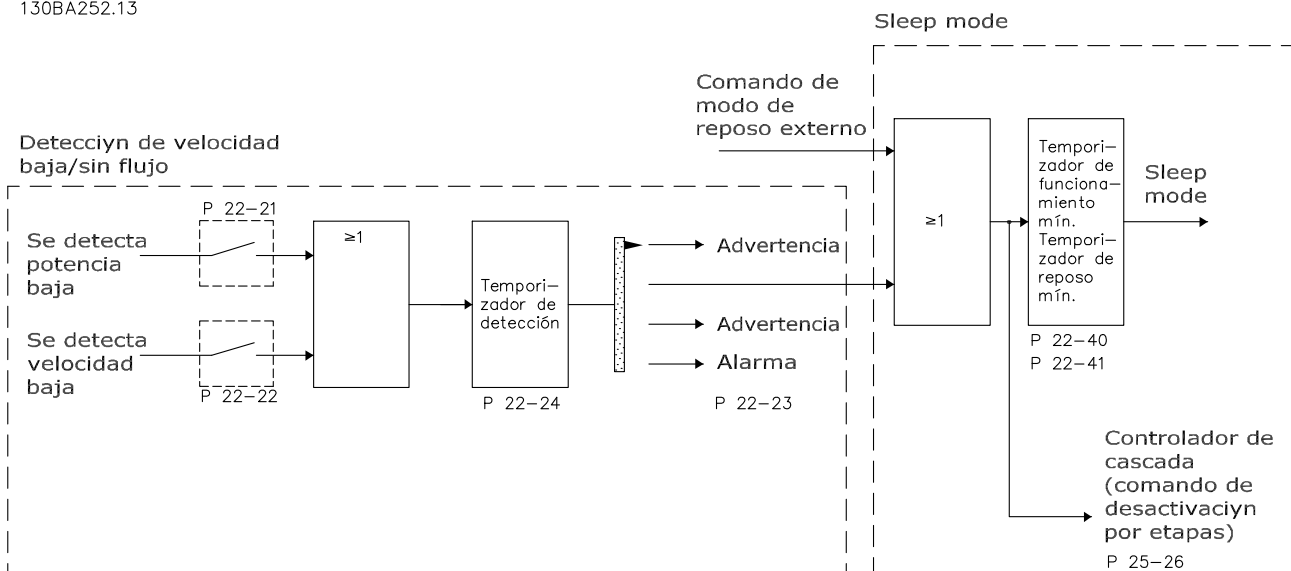 130BA252.13
Sleep mode
Comando de
modo de
reposo externo
Detecciyn de velocidad
baja/sin flujo
P 22-21
Se detecta
potencia
baja
≥1
Se detecta
velocidad
baja
P 22-22
Tempori-
zador de
detección
P 22-24
Advertencia
Advertencia
Alarma
P 22-23
≥1
Tempori-
zador de
funciona-
miento
mín.
Tempori-
zador de
reposo
mín.
P 22-40
P 22-41
Sleep
mode
Controlador de
cascada
(comando de
desactivaciyn
por etapas)
P 25-26